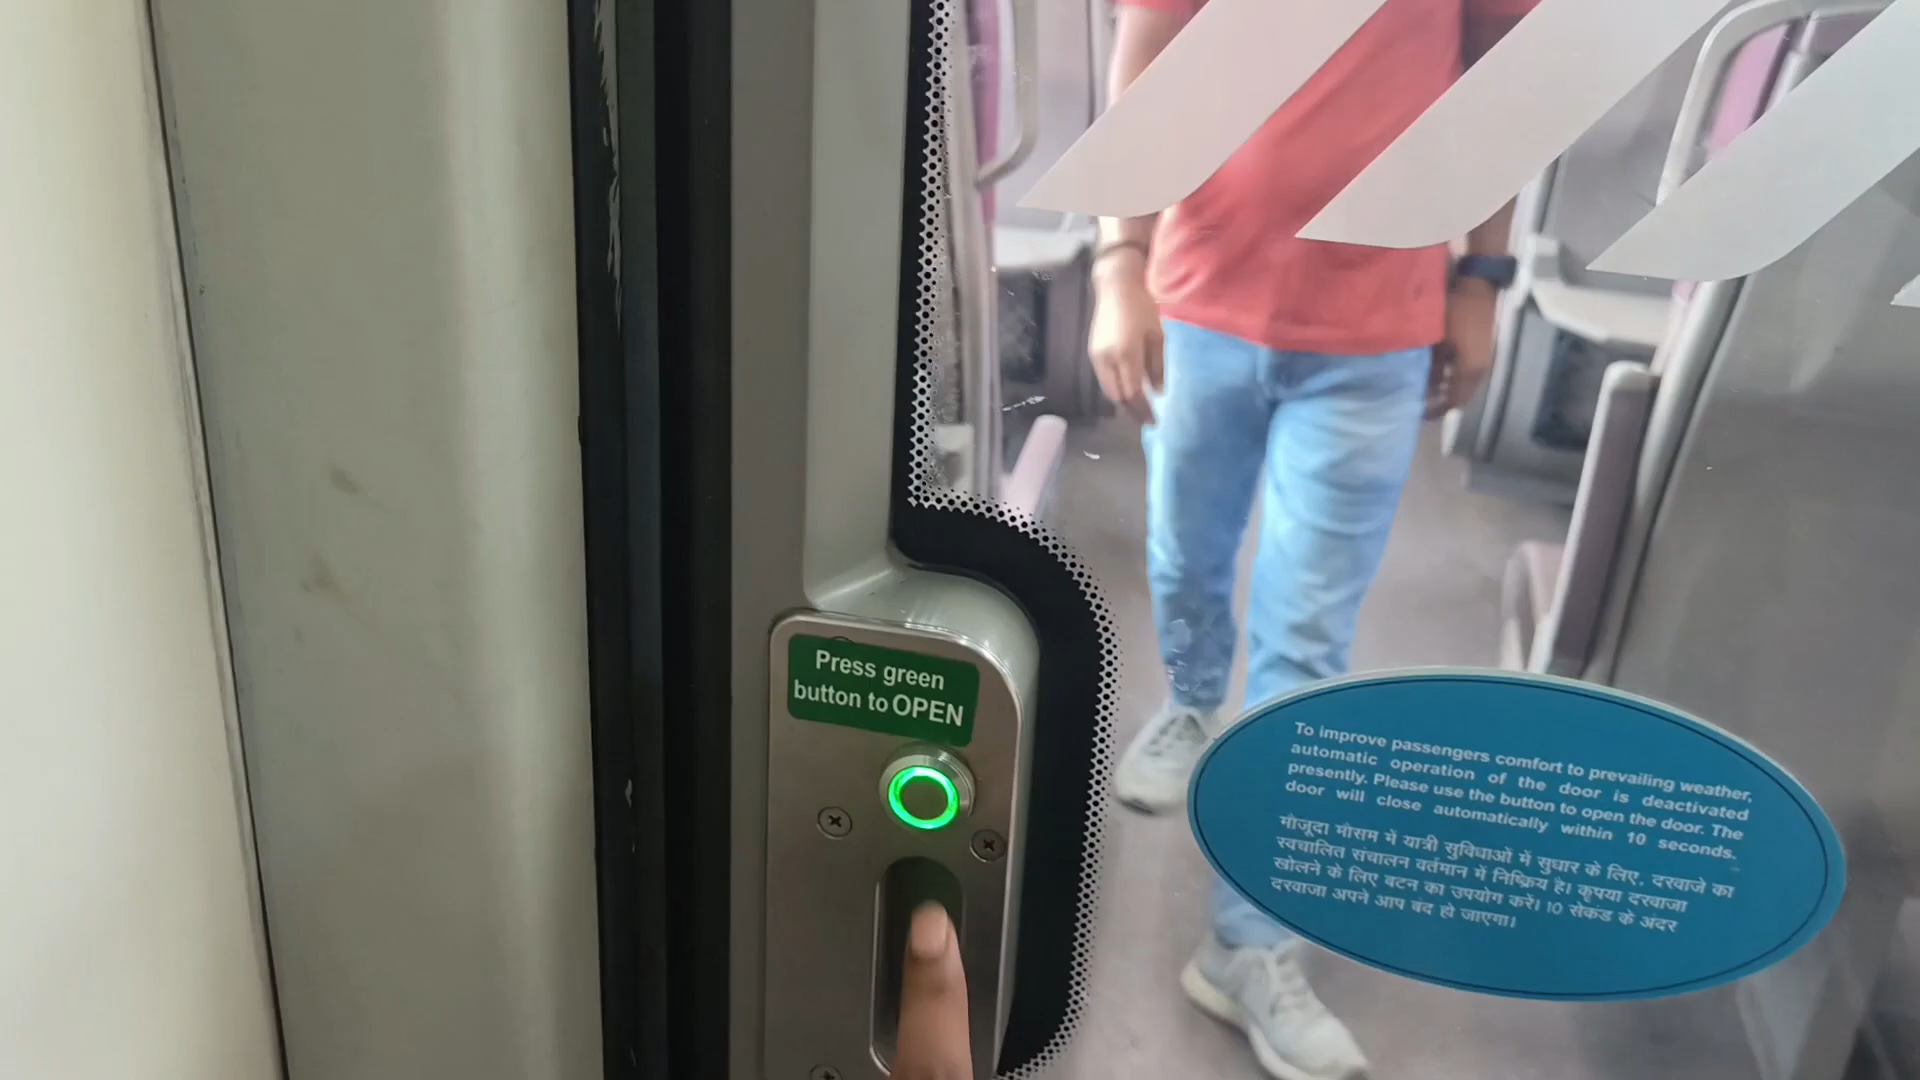 Press green
button to OPEN
To improve passengers comfort to prevailing weather,
automatic operation of the door is deactivated
presently. Please use the button to open the door. The
door will close automatically within 10 seconds.
मौजूदा मौसम में यात्री सुविधाओं में सुधार के लिए, दरवाजे का
स्वचालित संचालन वर्तमान में निष्क्रिय है। कृपया दरवाजा
खोलने के लिए बटन का उपयोग करें। 10 सेकंड के अंदर
दरवाजा अपने आप बंद हो जाएगा।